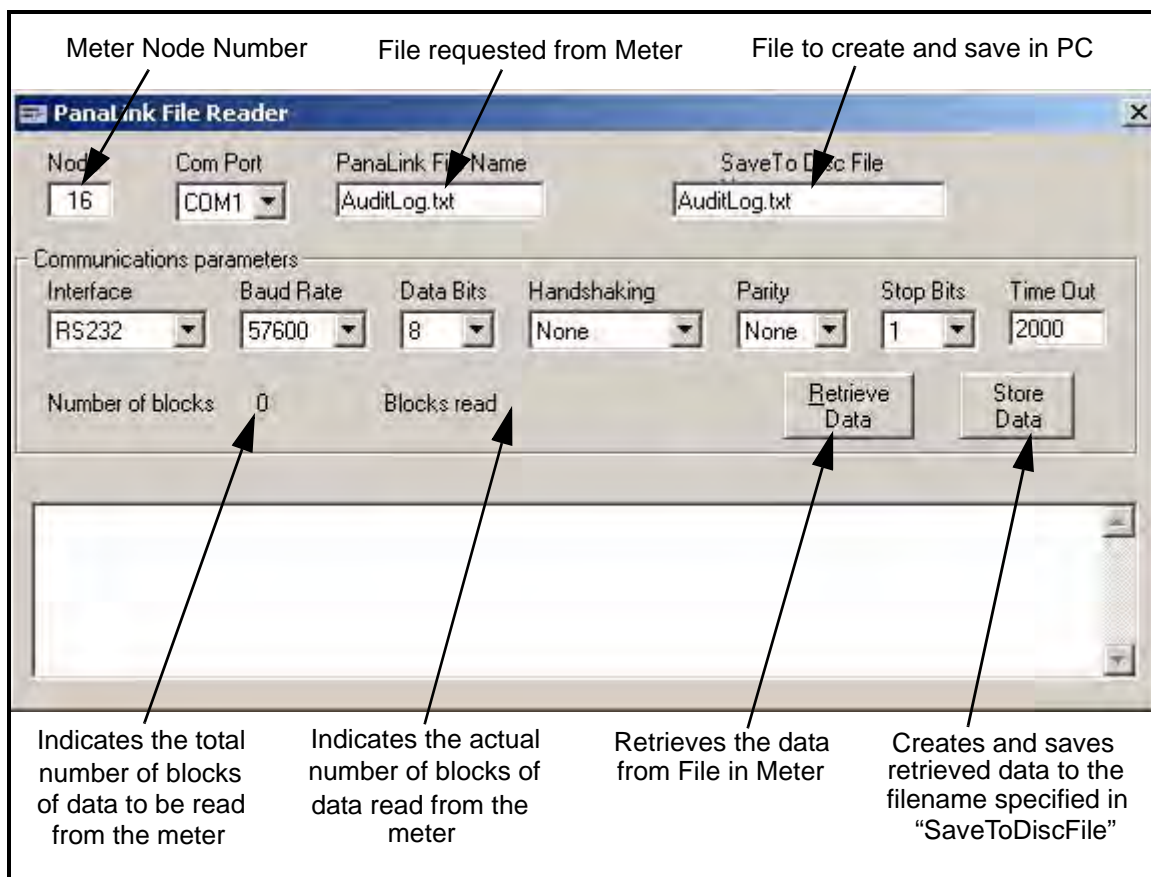 Meter Node Number File requested from Meter File to create and save in PC
PanaLink File Reader
Node Com Port PanaLink File Name SaveTo Disc File
16 COM1 AuditLog.txt AuditLog.txt
Communications parameters
Interface Baud Rate Data Bits Handshaking Parity Stop Bits Time Out
RS232 57600 8 None None 1 2000
Number of blocks 0 Blocks read
Retrieve
Data
Store
Data
Indicates the total
number of blocks
of data to be read
from the meter
Indicates the actual
number of blocks of
data read from the
meter
Retrieves the data
from File in Meter
Creates and saves
retrieved data to the
filename specified in
“SaveToDiscFile”